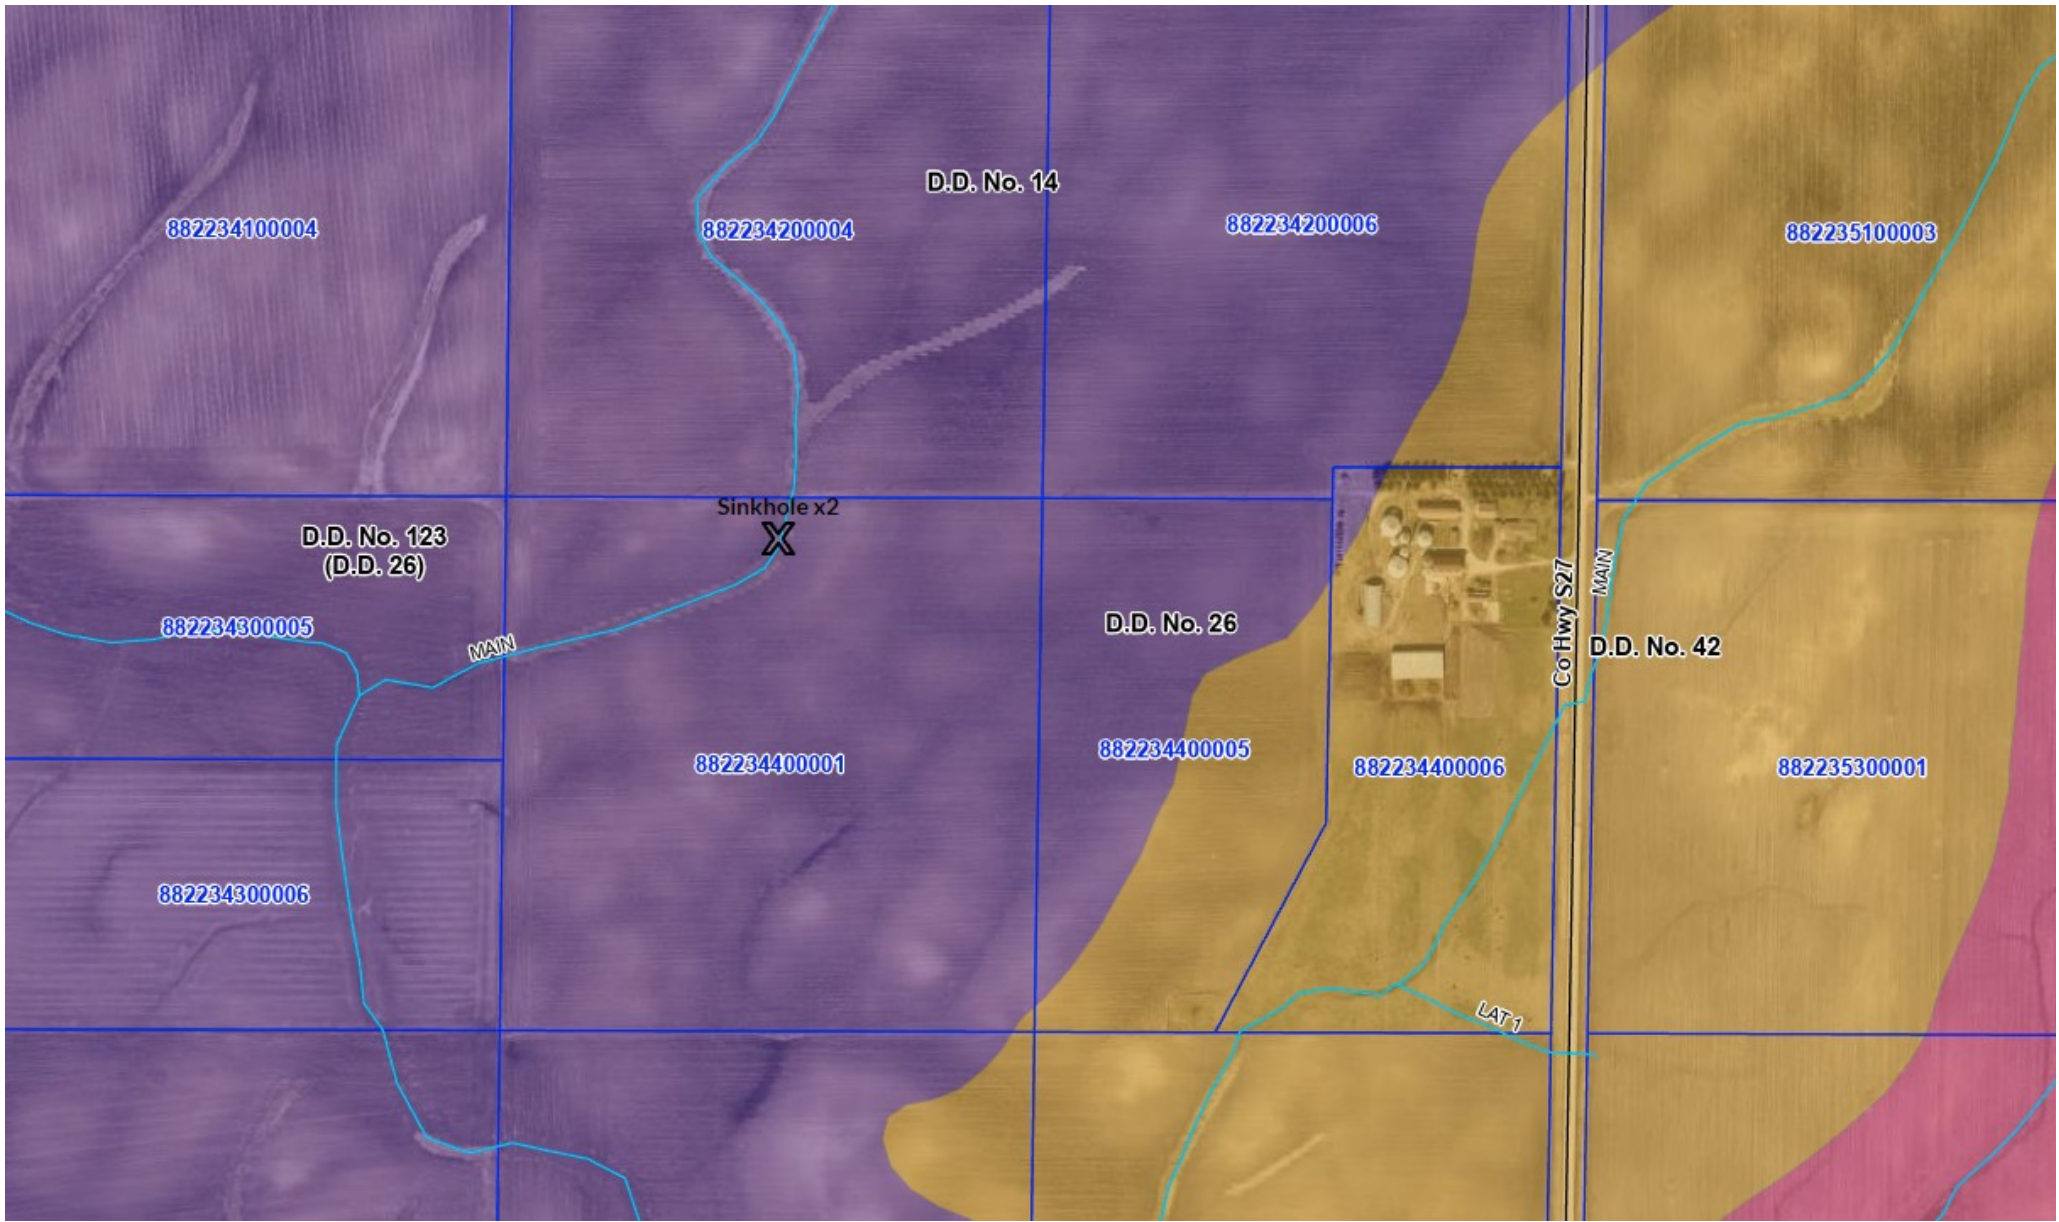 D.D. No. 14
882234100004
882234200004
882234200006
882235100003
Sinkhole x2
X
D.D. No. 123
(D.D. 26)
882234300005
MAIN
D.D. No. 26
Co Hwy S27
MAIN
D.D. No. 42
882234400001
882234400005
882234400006
882235300001
882234300006
LAT 1